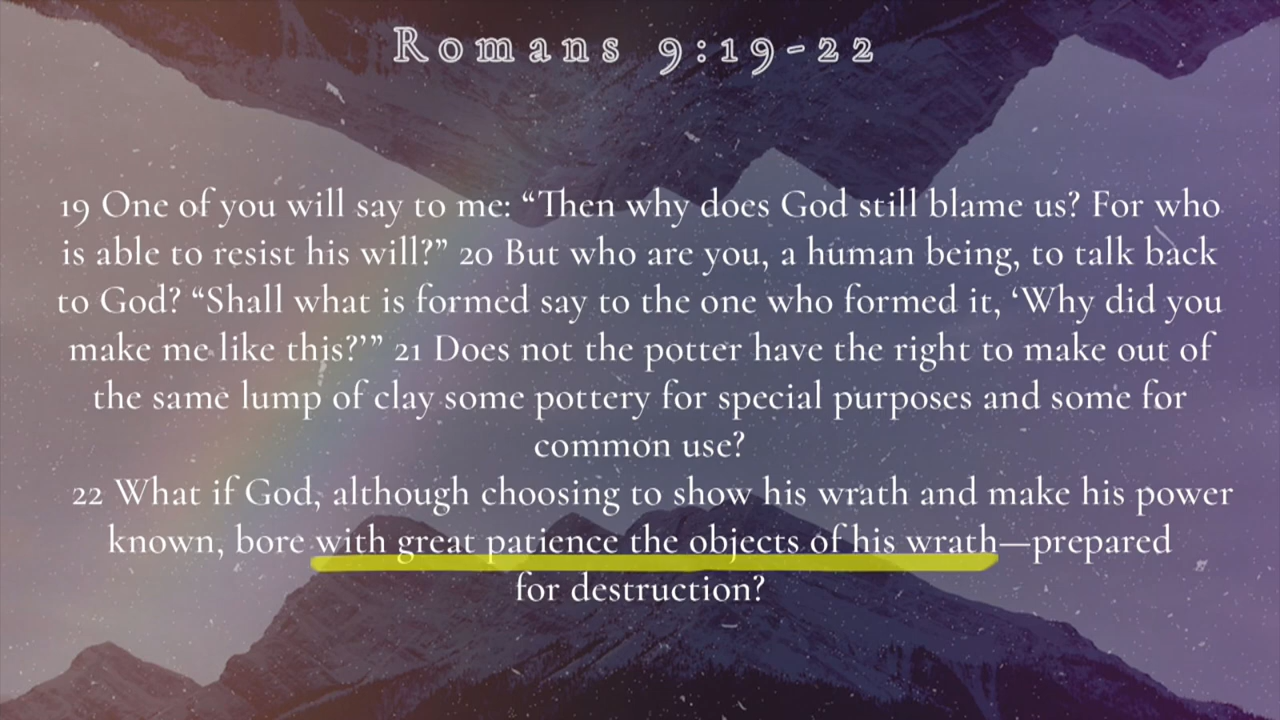 Romans 9:19-22
19 One of you will say to me: “Then why does God still blame us? For who
is able to resist his will?” 20 But who are you, a human being, to talk back
to God? “Shall what is formed say to the one who formed it, ‘Why did you
make me like this?’” 21 Does not the potter have the right to make out of
the same lump of clay some pottery for special purposes and some for
common use?
22 What if God, although choosing to show his wrath and make his power
known, bore with great patience the objects of his wrath—prepared
for destruction?